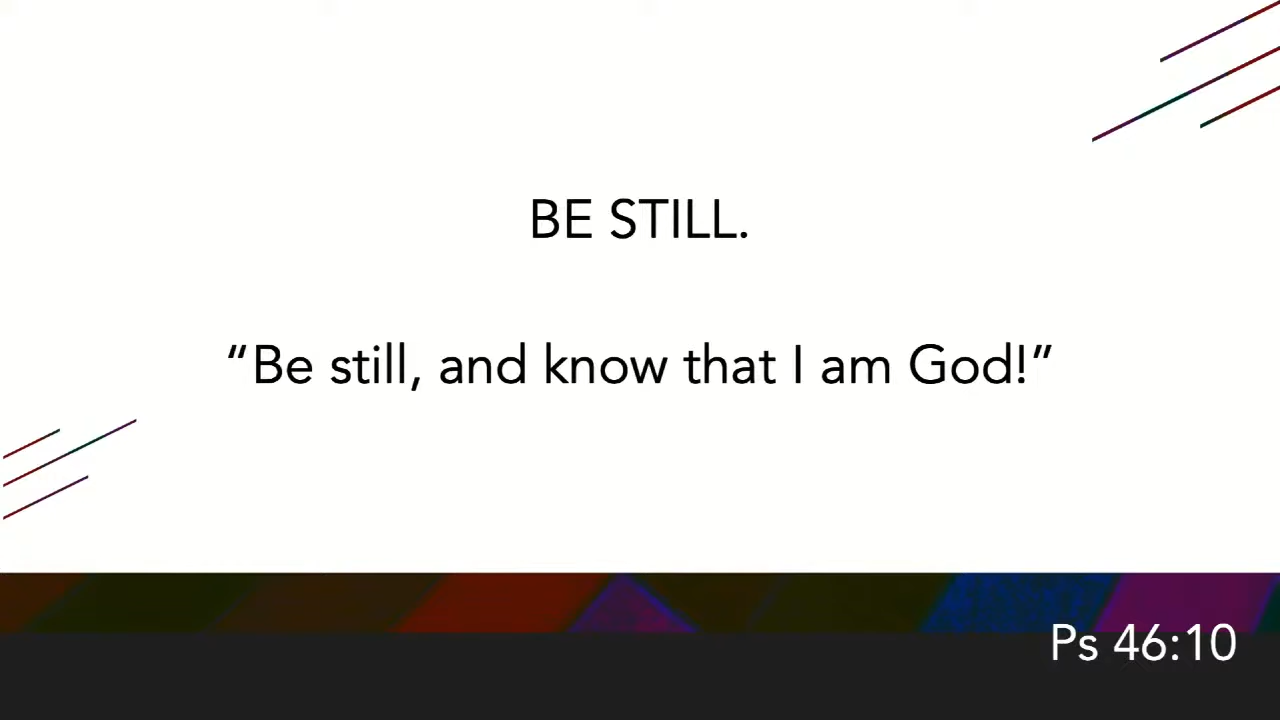 BE STILL.
“Be still, and know that I am God!”
Ps 46:10